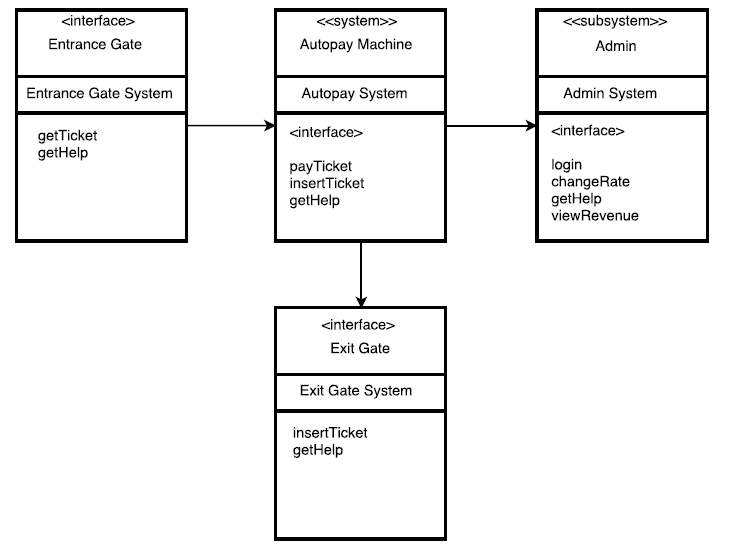 <interface>
Entrance Gate
Entrance Gate System
getTicket
getHelp
<<system>>
Autopay Machine
Autopay System
<interface>
payTicket
insertTicket
getHelp
<<subsystem>>
Admin
Admin System
<interface>
login
changeRate
getHelp
viewRevenue
<interface>
Exit Gate
Exit Gate System
insertTicket
getHelp